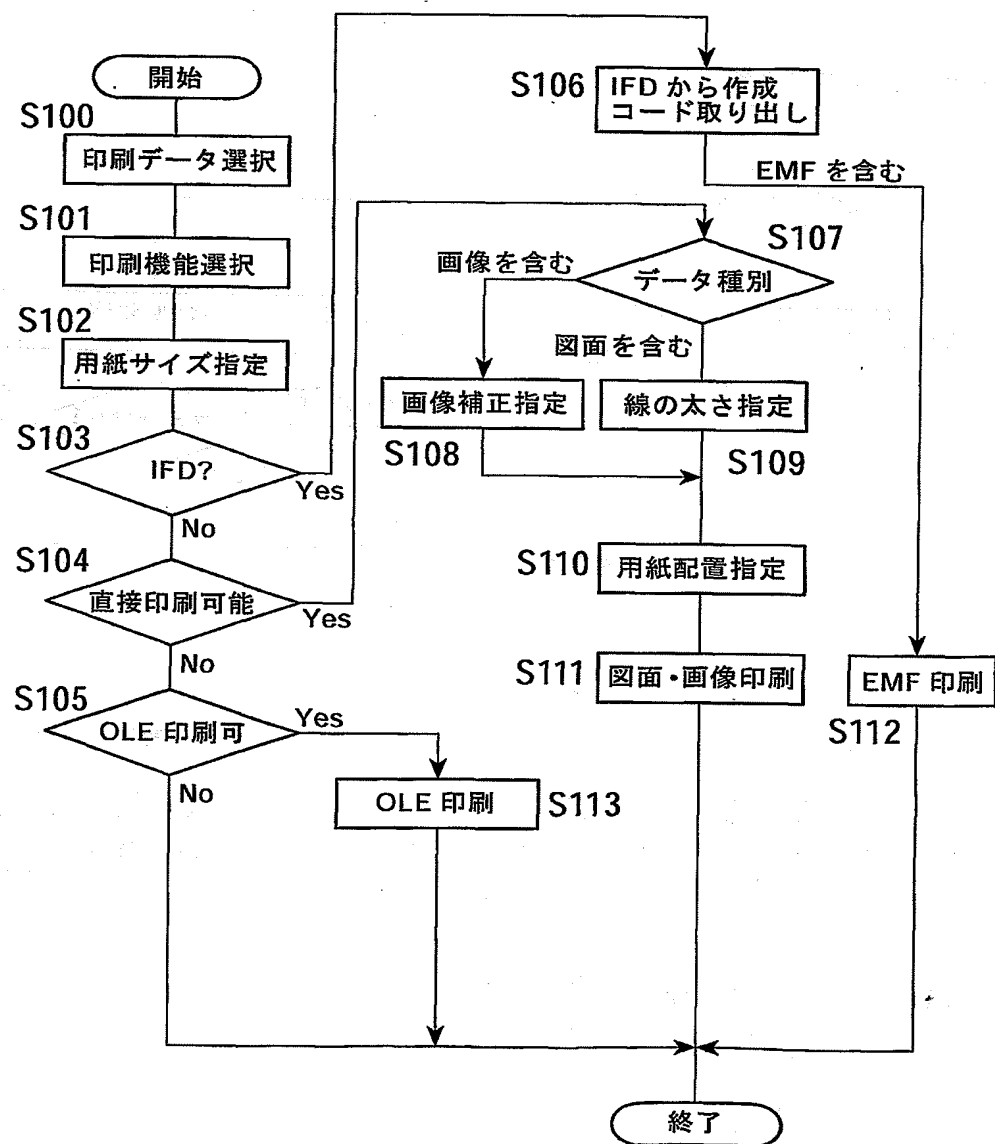 開始
S100
印刷データ選択
S101
印刷機能選択
S102
用紙サイズ指定
S103
IFD?
Yes
No
S104
直接印刷可能
Yes
No
S105
OLE 印刷可
Yes
No
OLE 印刷
S113
S106
IFD から作成
コード取り出し
EMF を含む
S107
データ種別
画像を含む
図面を含む
画像補正指定
S108
線の太さ指定
S109
S110
用紙配置指定
S111
図面・画像印刷
EMF 印刷
S112
終了